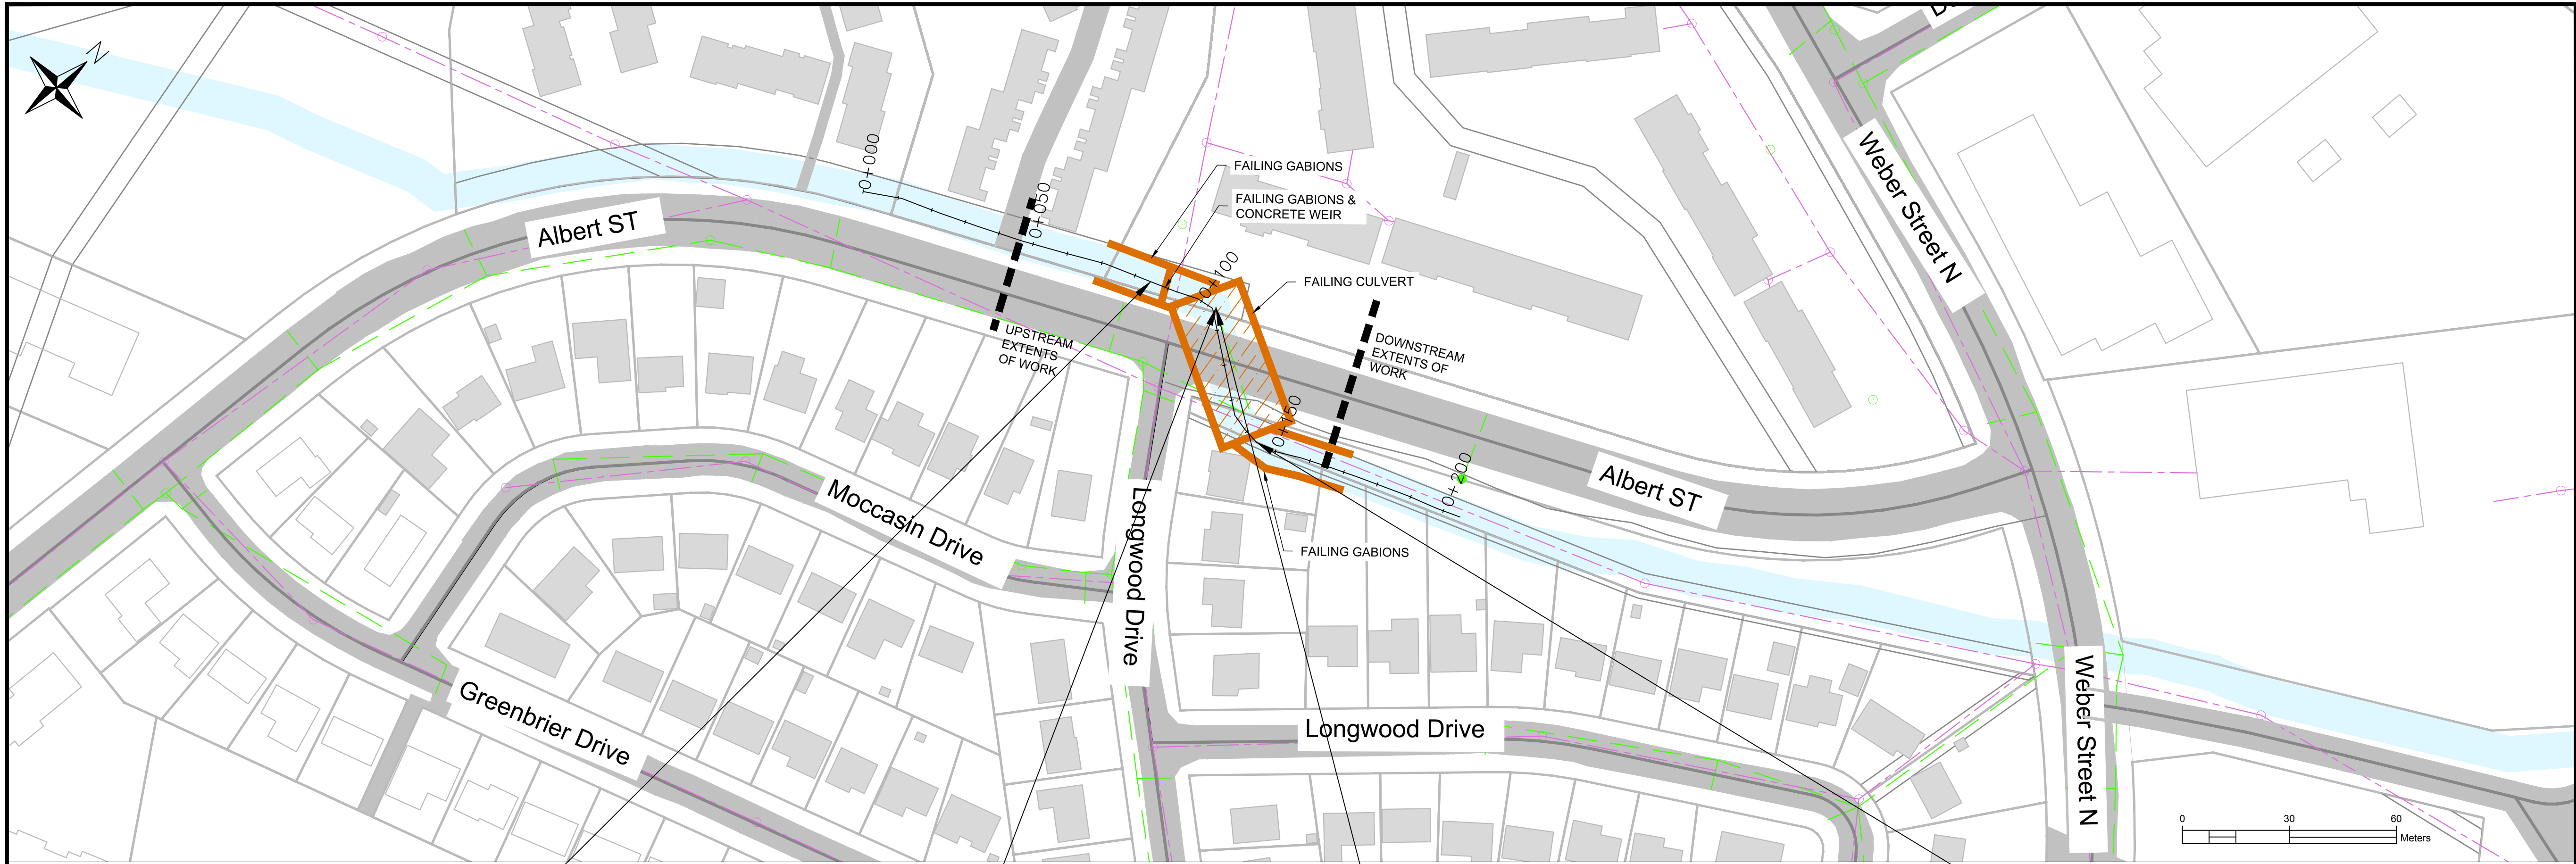 N
0+000
0+050
FAILING GABIONS
FAILING GABIONS &
CONCRETE WEIR
0+100
FAILING CULVERT
Albert ST
Weber Street N
UPSTREAM
EXTENTS
OF WORK
DOWNSTREAM
EXTENTS OF
WORK
0+150
0+200
Albert ST
Moccasin Drive
Longwood Drive
FAILING GABIONS
Greenbrier Drive
Longwood Drive
Weber Street N
0 30 60
Meters